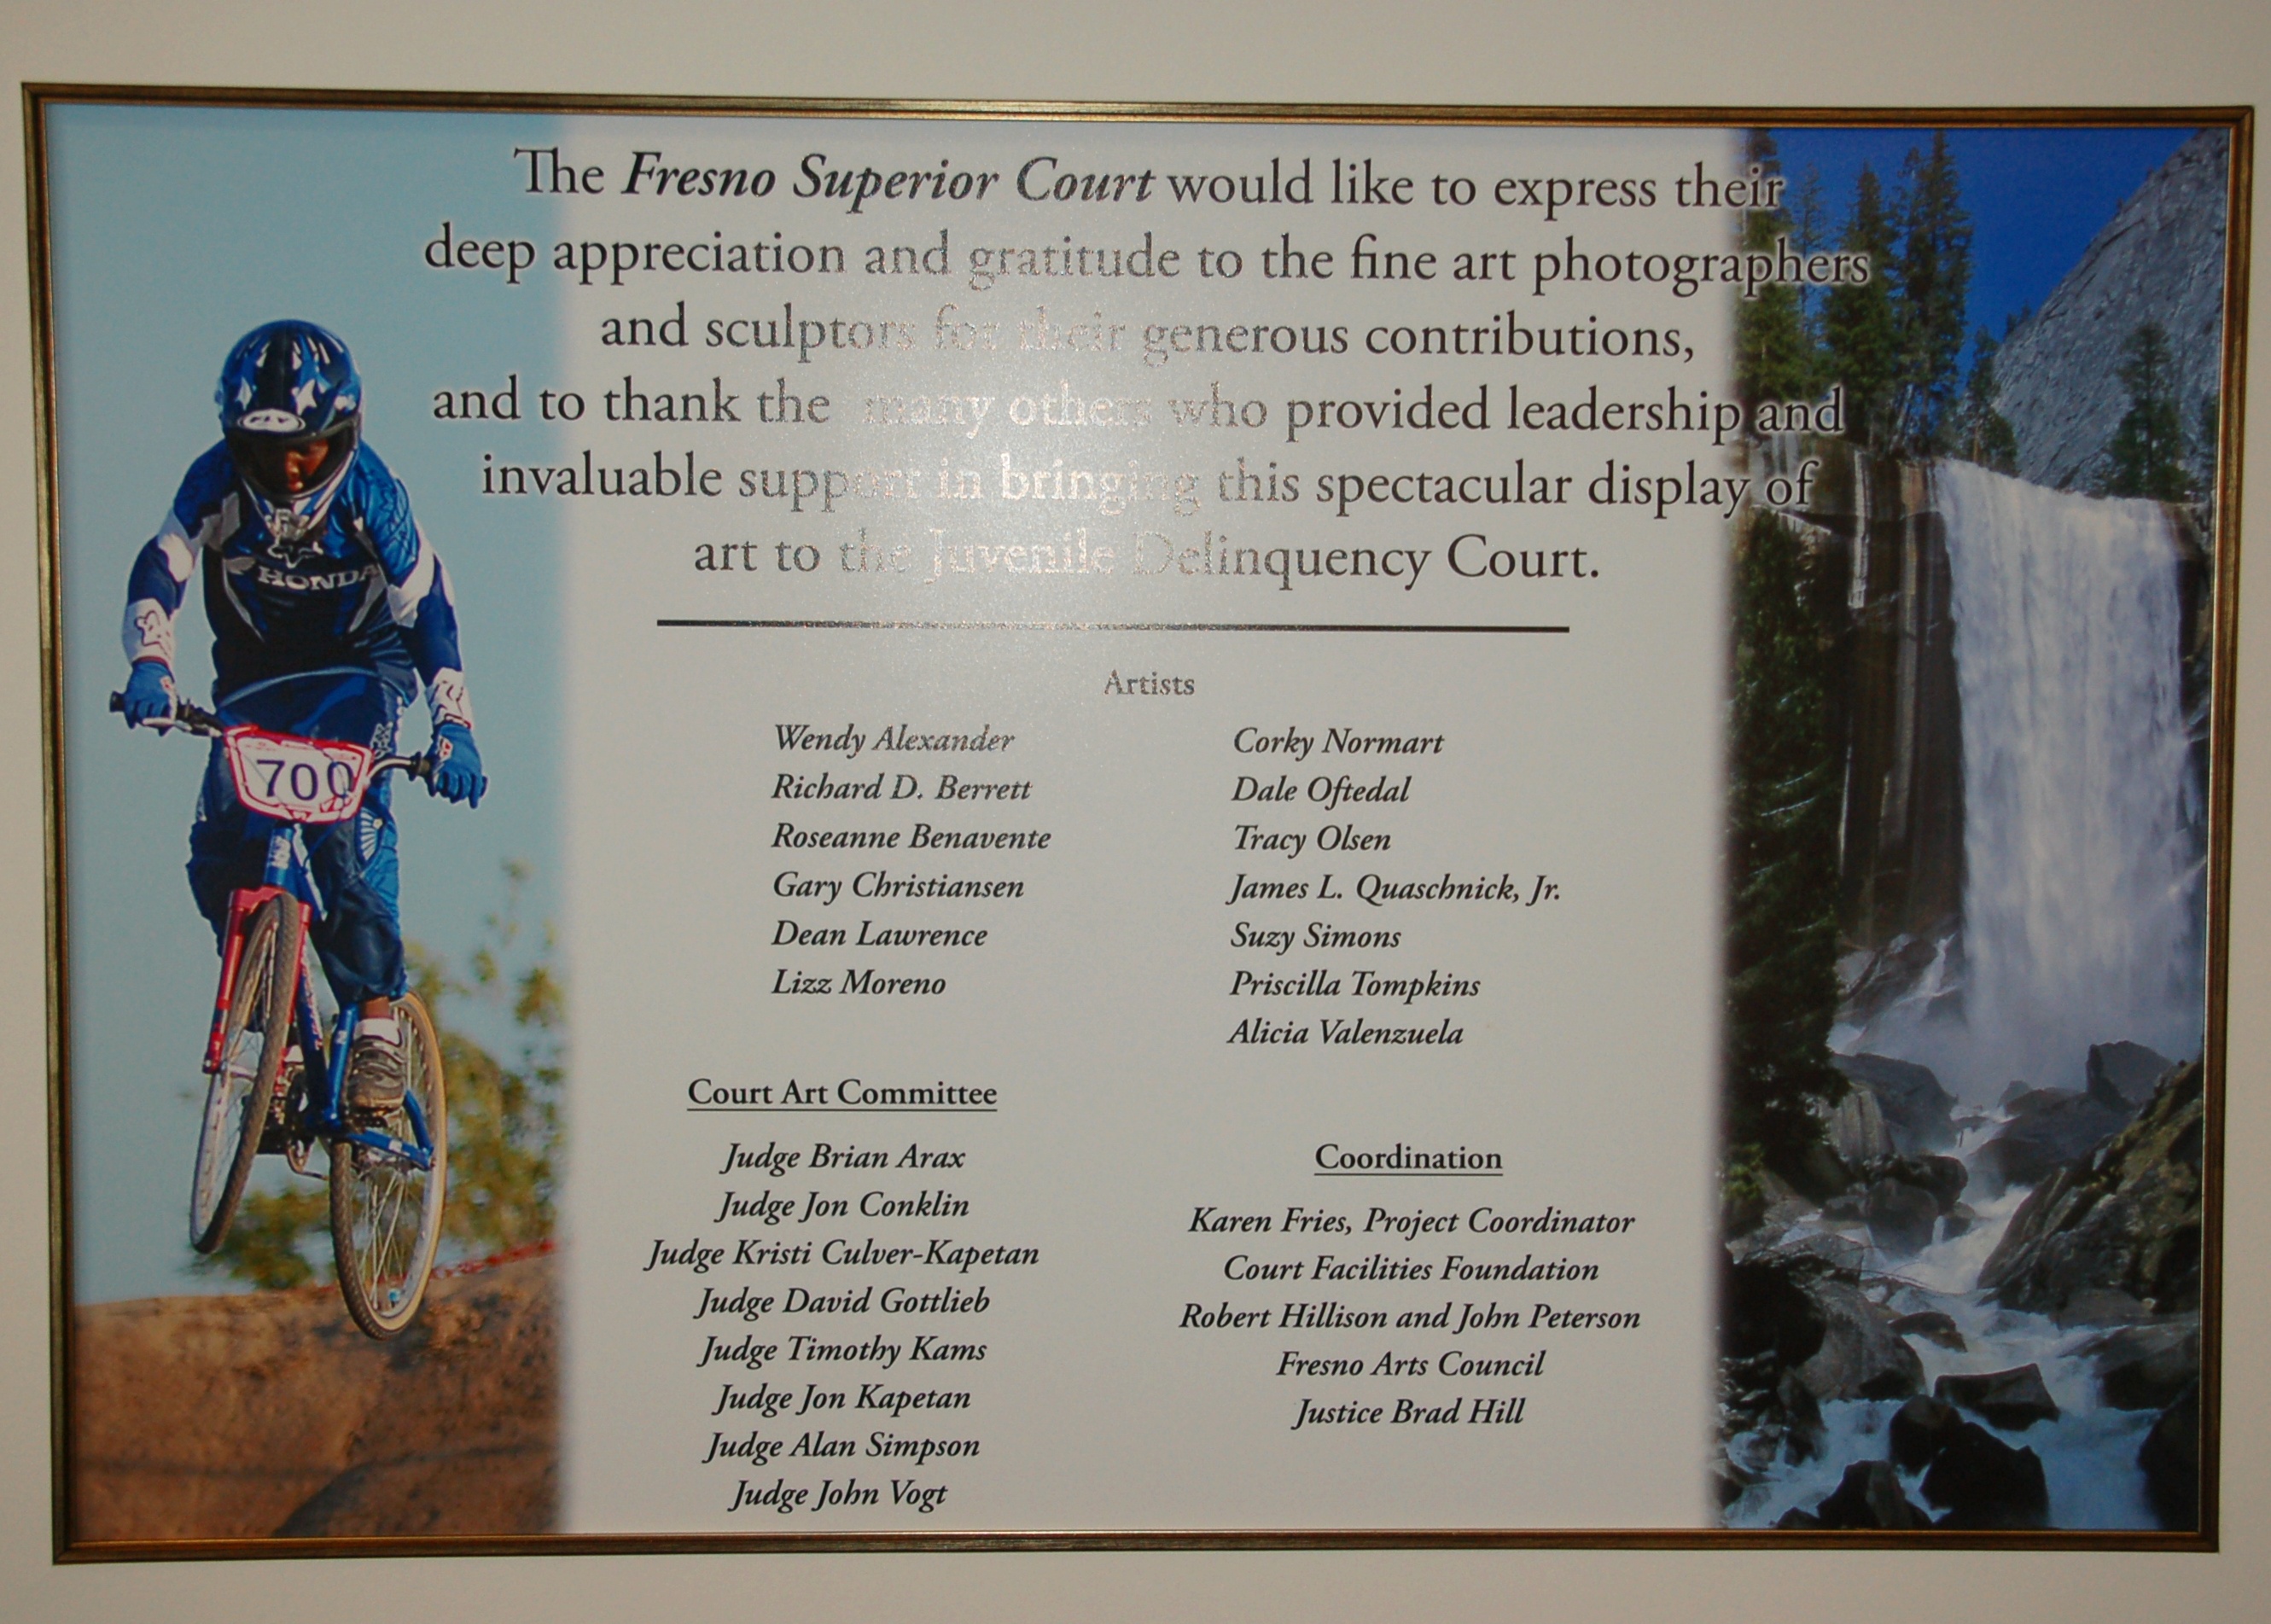 The Fresno Superior Court would like to express their
deep appreciation and gratitude to the fine art photographers
and sculptors for their generous contributions,
and to thank the many others who provided leadership and
invaluable support in bringing this spectacular display of
art to the Juvenile Delinquency Court.
Artists
Wendy Alexander
Richard D. Berrett
Roseanne Benavente
Gary Christiansen
Dean Lawrence
Lizz Moreno
Corky Normart
Dale Oftedal
Tracy Olsen
James L. Quaschnick, Jr.
Suzy Simons
Priscilla Tompkins
Alicia Valenzuela
Court Art Committee
Judge Brian Arax
Judge Jon Conklin
Judge Kristi Culver-Kapetan
Judge David Gottlieb
Judge Timothy Kams
Judge Jon Kapetan
Judge Alan Simpson
Judge John Vogt
Coordination
Karen Fries, Project Coordinator
Court Facilities Foundation
Robert Hillison and John Peterson
Fresno Arts Council
Justice Brad Hill
HONDA
700